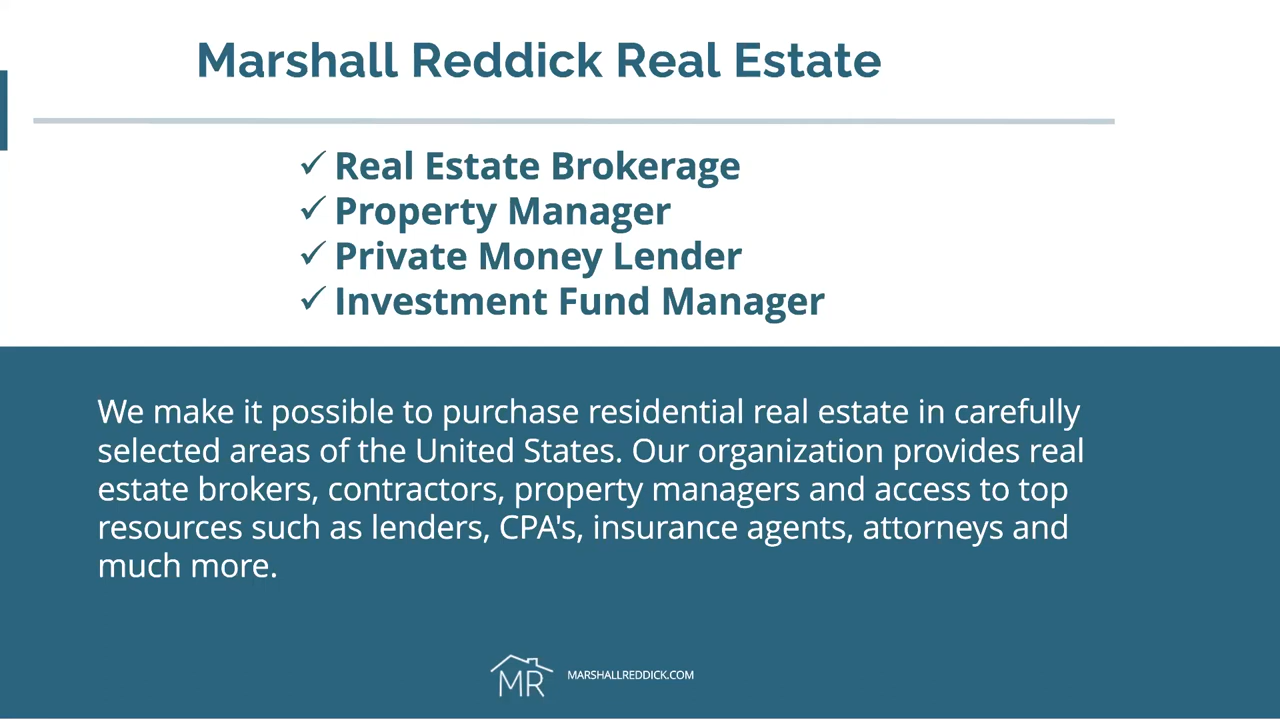 Marshall Reddick Real Estate
✓ Real Estate Brokerage
✓ Property Manager
✓ Private Money Lender
✓ Investment Fund Manager
We make it possible to purchase residential real estate in carefully
selected areas of the United States. Our organization provides real
estate brokers, contractors, property managers and access to top
resources such as lenders, CPA's, insurance agents, attorneys and
much more.
MR
MARSHALLREDDICK.COM